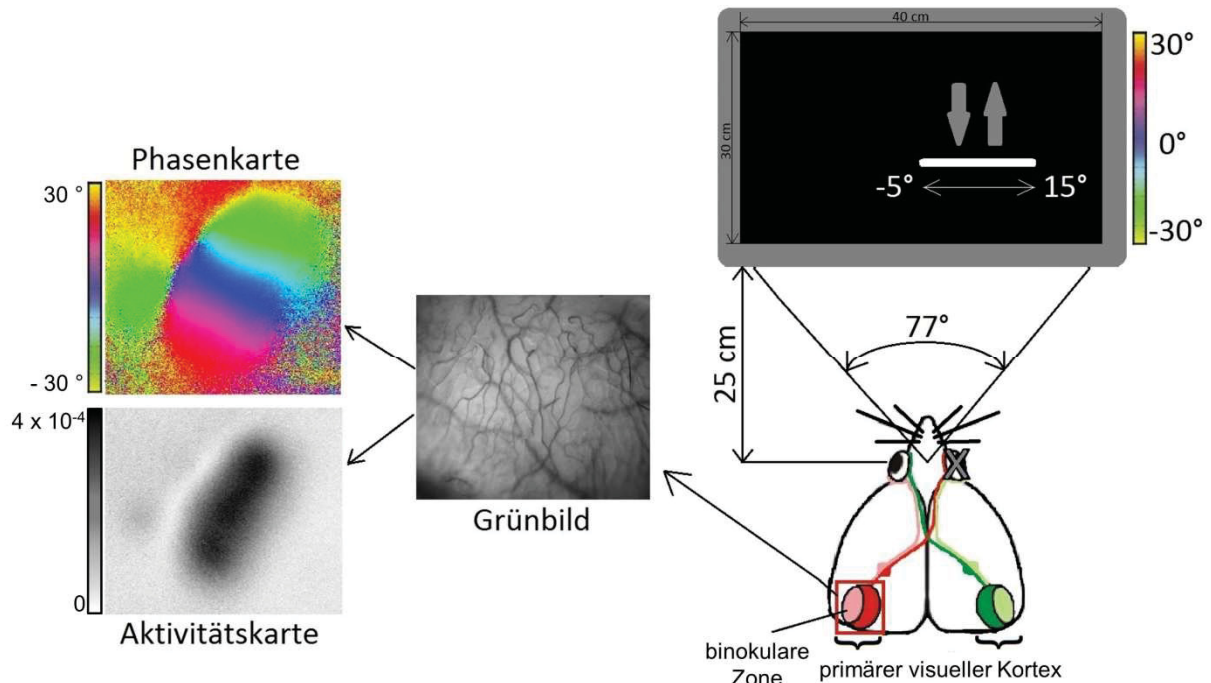 Phasenkarte
30 °
- 30 °
4 x 10⁻⁴
0
Aktivitätskarte
Grünbild
40 cm
30 cm
-5°
15°
30°
0°
-30°
77°
25 cm
X
binokulare
Zone
primärer visueller Kortex